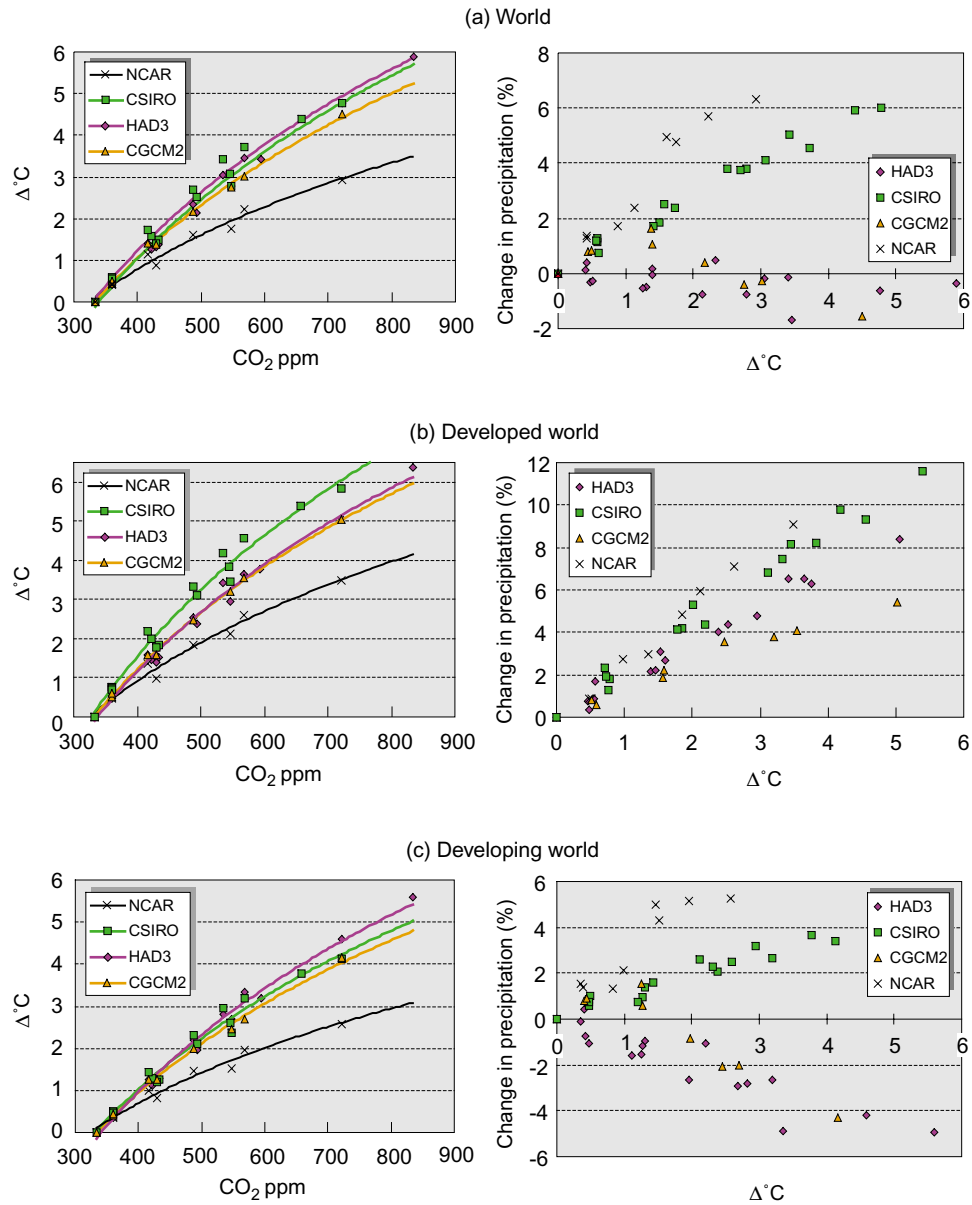 (a) World
Δ°C
6
5
4
3
2
1
0
NCAR
CSIRO
HAD3
CGCM2
300 400 500 600 700 800 900
CO2 ppm
Change in precipitation (%)
8
6
4
2
0
-2
HAD3
CSIRO
CGCM2
NCAR
0 1 2 3 4 5 6
Δ°C
(b) Developed world
Δ°C
6
5
4
3
2
1
0
NCAR
CSIRO
HAD3
CGCM2
300 400 500 600 700 800 900
CO2 ppm
Change in precipitation (%)
12
10
8
6
4
2
0
HAD3
CSIRO
CGCM2
NCAR
0 1 2 3 4 5 6
Δ°C
(c) Developing world
Δ°C
6
5
4
3
2
1
0
NCAR
CSIRO
HAD3
CGCM2
300 400 500 600 700 800 900
CO2 ppm
Change in precipitation (%)
6
4
2
0
-2
-4
-6
HAD3
CSIRO
CGCM2
NCAR
0 1 2 3 4 5 6
Δ°C